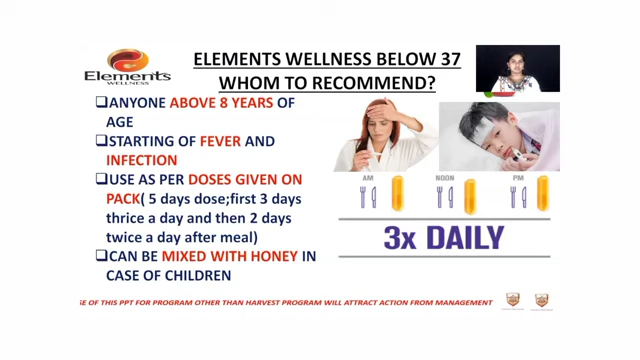 ELEMENTS WELLNESS BELOW 37
WHOM TO RECOMMEND?
Elements
WELLNESS
ANYONE ABOVE 8 YEARS OF
AGE
STARTING OF FEVER AND
INFECTION
USE AS PER DOSES GIVEN ON
PACK( 5 days dose;first 3 days
thrice a day and then 2 days
twice a day after meal)
CAN BE MIXED WITH HONEY IN
CASE OF CHILDREN
AM NOON PM
3x DAILY
SE OF THIS PPT FOR PROGRAM OTHER THAN HARVEST PROGRAM WILL ATTRACT ACTION FROM MANAGEMENT